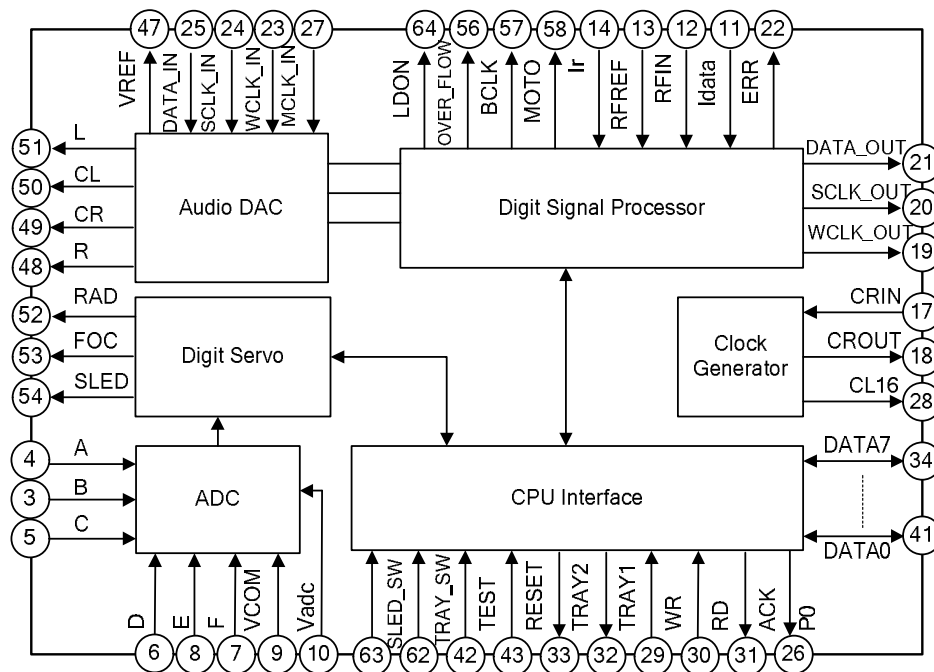 47 25 24 23 27 64 56 57 58 14 13 12 11 22
VREF DATA_IN SCLK_IN WCLK_IN MCLK_IN LDON OVER_FLOW BCLK MOTO Ir RFREF RFIN Idata ERR
51 L
50 CL
49 CR
48 R
Audio DAC
Digit Signal Processor
DATA_OUT 21
SCLK_OUT 20
WCLK_OUT 19
52 RAD
53 FOC
54 SLED
Digit Servo
Clock
Generator
CRIN 17
CROUT 18
CL16 28
4 A
3 B
5 C
ADC
CPU Interface
DATA7 34
DATA0 41
D E F VCOM Vadc SLED_SW TRAY_SW TEST RESET TRAY2 TRAY1 WR RD ACK P0
6 8 7 9 10 63 62 42 43 33 32 29 30 31 26